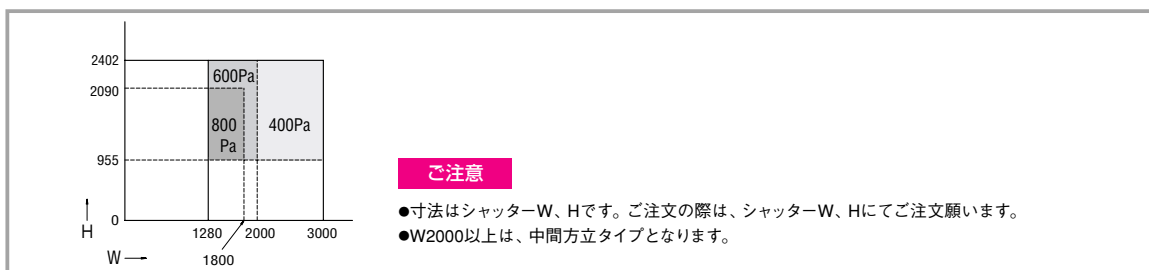 2402
600Pa
2090
800
Pa
400Pa
955
0
H
1280
2000
3000
W
1800
ご注意
●寸法はシャッターW、Hです。ご注文の際は、シャッターW、Hにてご注文願います。
●W2000以上は、中間方立タイプとなります。